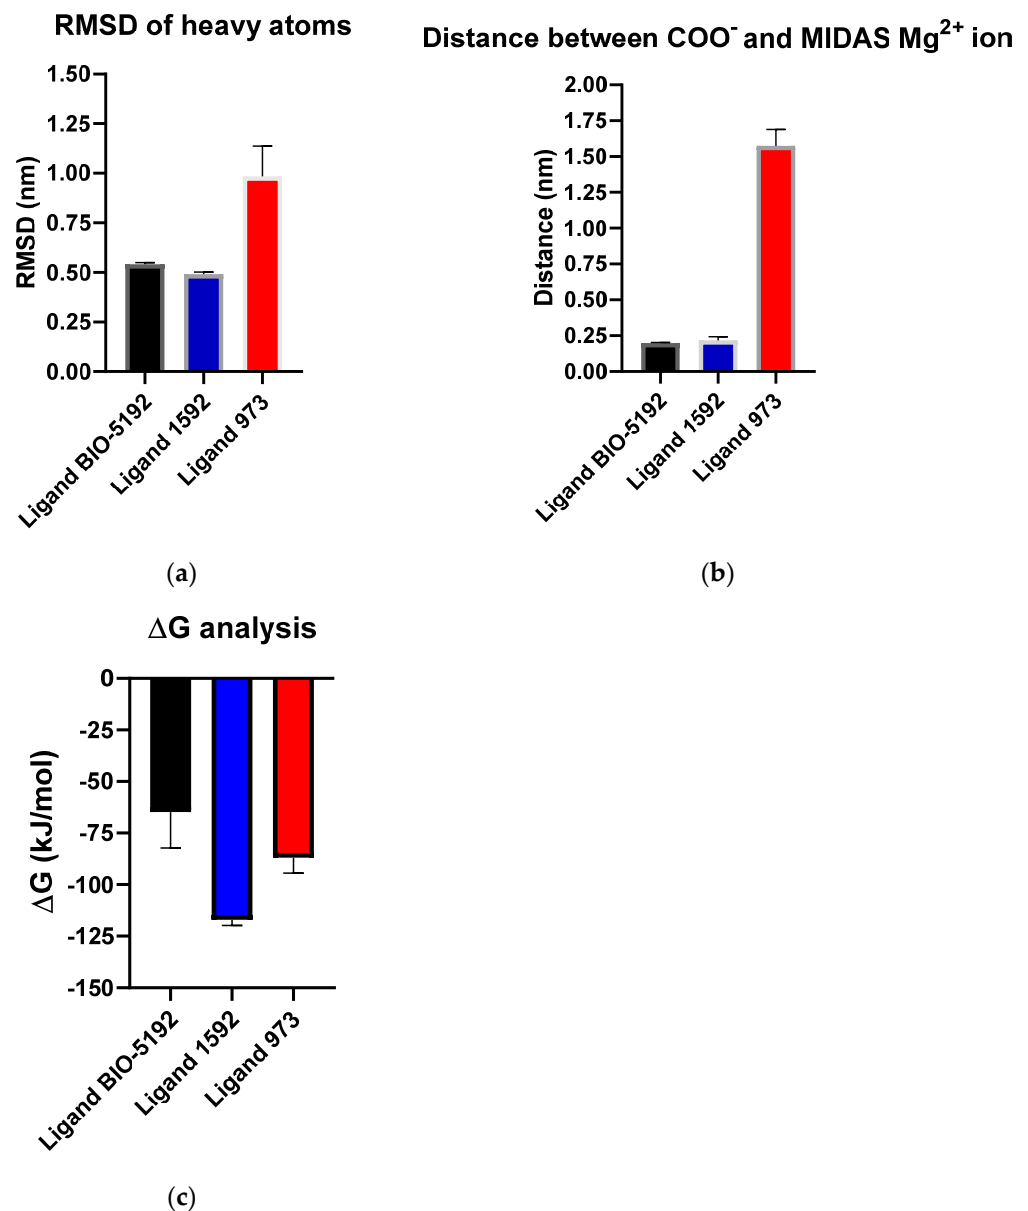 RMSD of heavy atoms
1.50
1.25
1.00
0.75
0.50
0.25
0.00
RMSD (nm)
Ligand BIO-5192
Ligand 1592
Ligand 973
(a)
Distance between COO⁻ and MIDAS Mg²⁺ ion
2.00
1.75
1.50
1.25
1.00
0.75
0.50
0.25
0.00
Distance (nm)
Ligand BIO-5192
Ligand 1592
Ligand 973
(b)
ΔG analysis
0
-25
-50
-75
-100
-125
-150
ΔG (kJ/mol)
Ligand BIO-5192
Ligand 1592
Ligand 973
(c)